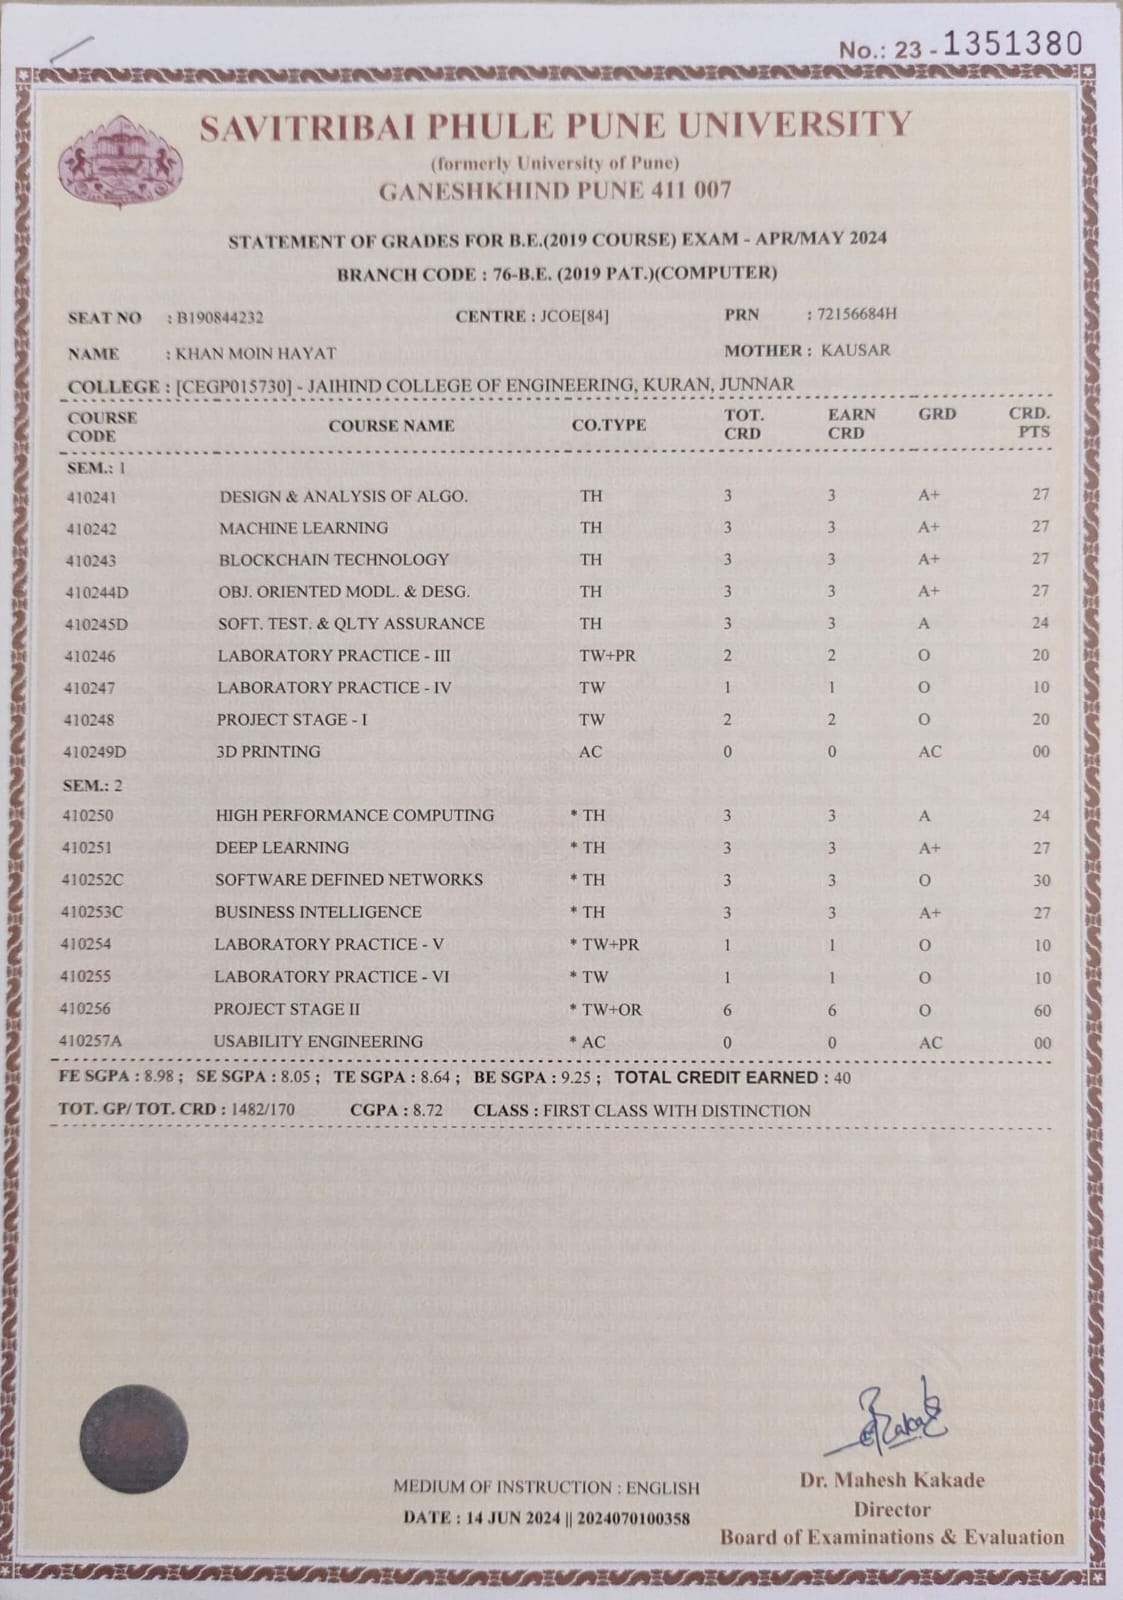 No.: 23 - 1351380
SAVITRIBAI PHULE PUNE UNIVERSITY
(formerly University of Pune)
GANESHKHIND PUNE 411 007
STATEMENT OF GRADES FOR B.E.(2019 COURSE) EXAM - APR/MAY 2024
BRANCH CODE : 76-B.E. (2019 PAT.)(COMPUTER)
SEAT NO : B190844232 CENTRE : JCOE[84] PRN : 72156684H
NAME : KHAN MOIN HAYAT MOTHER : KAUSAR
COLLEGE : [CEGP015730] - JAIHIND COLLEGE OF ENGINEERING, KURAN, JUNNAR
COURSE CODE COURSE NAME CO.TYPE TOT. CRD EARN CRD GRD CRD. PTS
SEM.: 1
410241 DESIGN & ANALYSIS OF ALGO. TH 3 3 A+ 27
410242 MACHINE LEARNING TH 3 3 A+ 27
410243 BLOCKCHAIN TECHNOLOGY TH 3 3 A+ 27
410244D OBJ. ORIENTED MODL. & DESG. TH 3 3 A+ 27
410245D SOFT. TEST. & QLTY ASSURANCE TH 3 3 A 24
410246 LABORATORY PRACTICE - III TW+PR 2 2 O 20
410247 LABORATORY PRACTICE - IV TW 1 1 O 10
410248 PROJECT STAGE - I TW 2 2 O 20
410249D 3D PRINTING AC 0 0 AC 00
SEM.: 2
410250 HIGH PERFORMANCE COMPUTING * TH 3 3 A 24
410251 DEEP LEARNING * TH 3 3 A+ 27
410252C SOFTWARE DEFINED NETWORKS * TH 3 3 O 30
410253C BUSINESS INTELLIGENCE * TH 3 3 A+ 27
410254 LABORATORY PRACTICE - V * TW+PR 1 1 O 10
410255 LABORATORY PRACTICE - VI * TW 1 1 O 10
410256 PROJECT STAGE II * TW+OR 6 6 O 60
410257A USABILITY ENGINEERING * AC 0 0 AC 00
FE SGPA : 8.98 ; SE SGPA : 8.05 ; TE SGPA : 8.64 ; BE SGPA : 9.25 ; TOTAL CREDIT EARNED : 40
TOT. GP/ TOT. CRD : 1482/170 CGPA : 8.72 CLASS : FIRST CLASS WITH DISTINCTION
Dr. Mahesh Kakade
MEDIUM OF INSTRUCTION : ENGLISH
Director
DATE : 14 JUN 2024 || 2024070100358
Board of Examinations & Evaluation